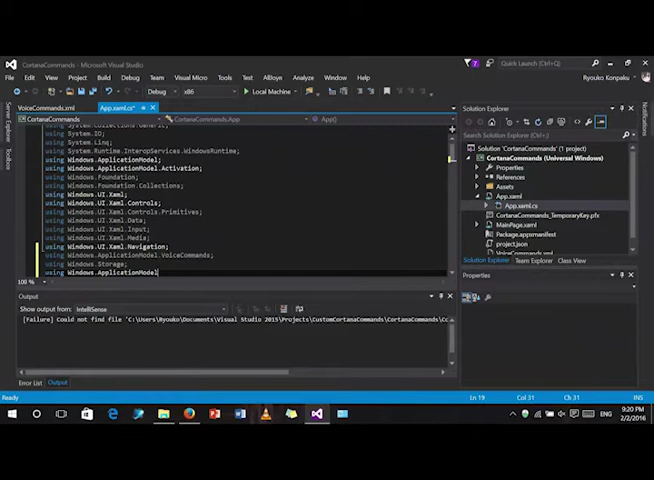 CortanaCommands - Microsoft Visual Studio
Quick Launch (Ctrl+Q)
File Edit View Project Build Debug Team Visual Micro Tools Test AllJoyn Analyze Window Help
Ryouko Konpaku
Debug x86 Local Machine
VoiceCommands.xml App.xaml.cs*
CortanaCommands CortanaCommands.App App()
Server Explorer
Toolbox
using System.Collections.Generic;
using System.IO;
using System.Linq;
using System.Runtime.InteropServices.WindowsRuntime;
using Windows.ApplicationModel;
using Windows.ApplicationModel.Activation;
using Windows.Foundation;
using Windows.Foundation.Collections;
using Windows.UI.Xaml;
using Windows.UI.Xaml.Controls;
using Windows.UI.Xaml.Controls.Primitives;
using Windows.UI.Xaml.Data;
using Windows.UI.Xaml.Input;
using Windows.UI.Xaml.Media;
using Windows.UI.Xaml.Navigation;
using Windows.ApplicationModel.VoiceCommands;
using Windows.Storage;
using Windows.ApplicationModel
100 %
Output
Show output from: IntelliSense
[Failure] Could not find file 'C:\Users\Ryouko\Documents\Visual Studio 2015\Projects\CustomCortanaCommands\CortanaCommands\Co
Error List Output
Solution Explorer
Search Solution Explorer (Ctrl+;)
Solution 'CortanaCommands' (1 project)
CortanaCommands (Universal Windows)
Properties
References
Assets
App.xaml
App.xaml.cs
CortanaCommands_TemporaryKey.pfx
MainPage.xaml
Package.appxmanifest
project.json
Solution Explorer Team Explorer Class View
Properties
Notifications
Ready Ln 19 Col 31 Ch 31 INS
ENG
9:20 PM
2/2/2016